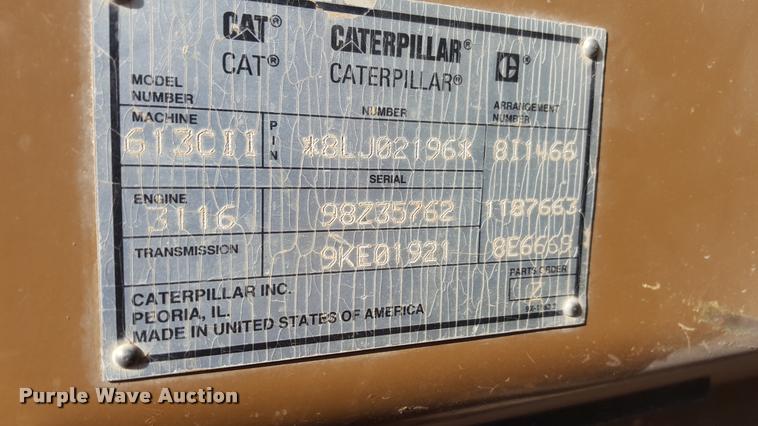 CAT® CATERPILLAR®
CAT® CATERPILLAR® C®
MODEL NUMBER NUMBER ARRANGEMENT NUMBER
MACHINE
613CII PIN *8LJ02196* 8I1466
SERIAL
ENGINE
3116 98Z35762 1187663
TRANSMISSION 9KE01921 8E6669
PARTS ORDER
Z
CATERPILLAR INC.
PEORIA, IL.
MADE IN UNITED STATES OF AMERICA
Purple Wave Auction